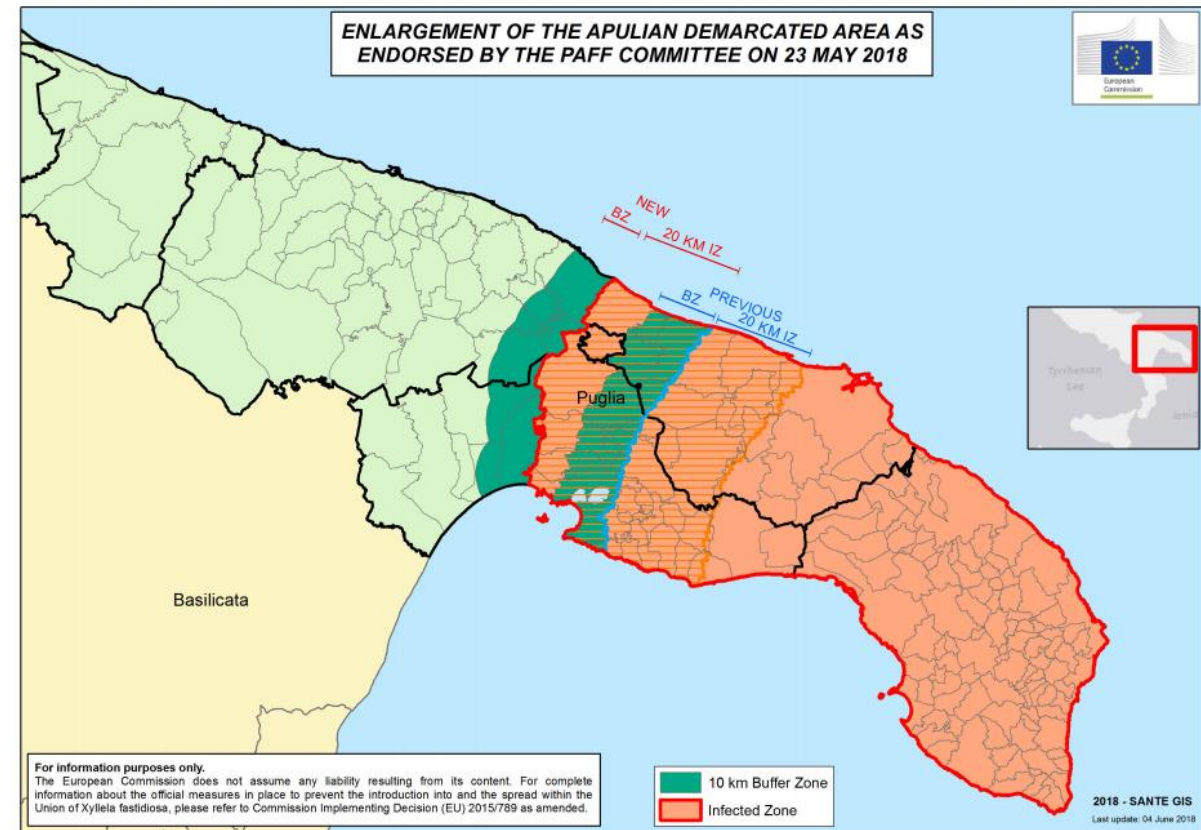 ENLARGEMENT OF THE APULIAN DEMARCATED AREA AS
ENDORSED BY THE PAFF COMMITTEE ON 23 MAY 2018
European
Commission
NEW
BZ
20 KM IZ
PREVIOUS
BZ
20 KM IZ
Tyrrhenian
Sea
Puglia
Basilicata
For information purposes only.
The European Commission does not assume any liability resulting from its content. For complete
information about the official measures in place to prevent the introduction into and the spread within the
Union of Xyllela fastidiosa, please refer to Commission Implementing Decision (EU) 2015/789 as amended.
10 km Buffer Zone
Infected Zone
2018 - SANTE GIS
Last update: 04 June 2018